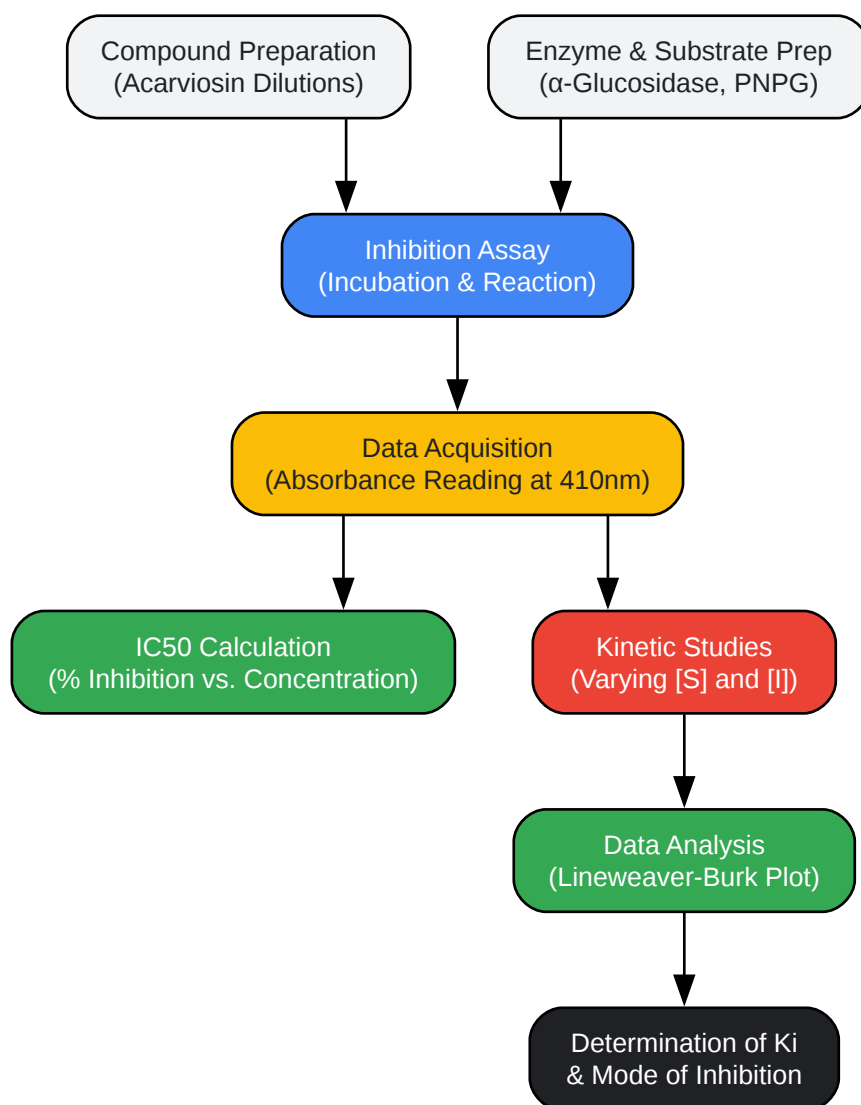 Compound Preparation
(Acarviosin Dilutions)
Enzyme & Substrate Prep
(α-Glucosidase, PNPG)
Inhibition Assay
(Incubation & Reaction)
Data Acquisition
(Absorbance Reading at 410nm)
IC50 Calculation
(% Inhibition vs. Concentration)
Kinetic Studies
(Varying [S] and [I])
Data Analysis
(Lineweaver-Burk Plot)
Determination of Ki
& Mode of Inhibition